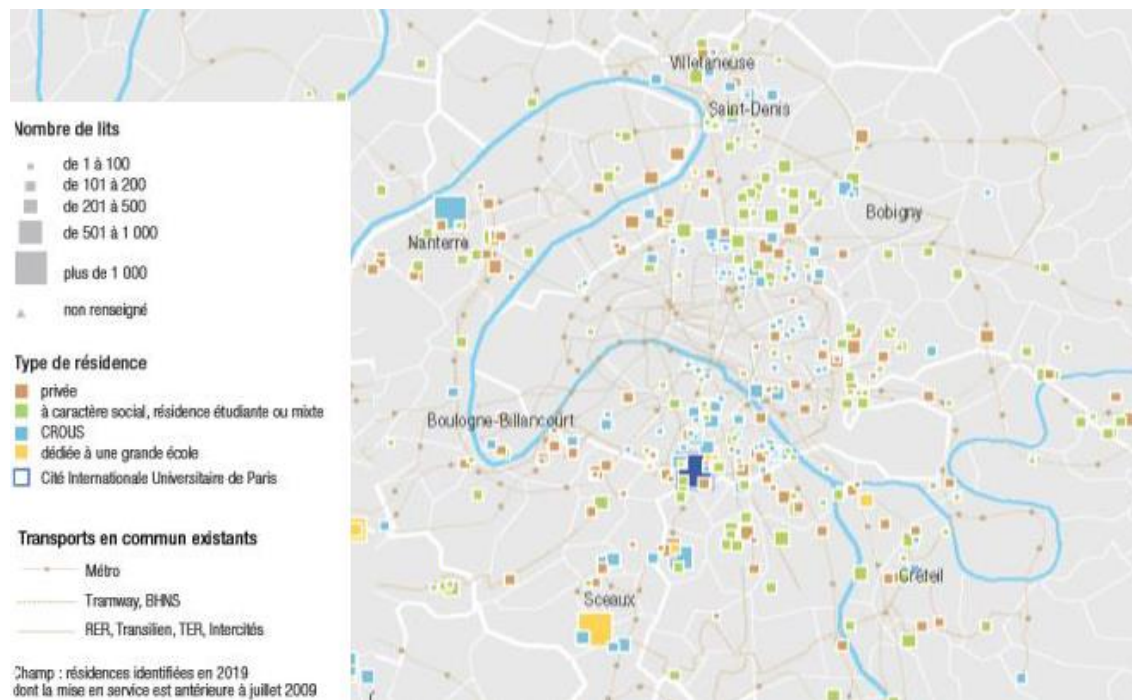 Nombre de lits
de 1 à 100
de 101 à 200
de 201 à 500
de 501 à 1 000
plus de 1 000
non renseigné
Type de résidence
privée
à caractère social, résidence étudiante ou mixte
CROUS
dédiée à une grande école
Cité Internationale Universitaire de Paris
Transports en commun existants
Métro
Tramway, BHNS
RER, Transilien, TER, Intercités
Champ : résidences identifiées en 2019
dont la mise en service est antérieure à juillet 2009
Villetaneuse
Saint-Denis
Bobigny
Nanterre
Boulogne-Billancourt
Créteil
Sceaux